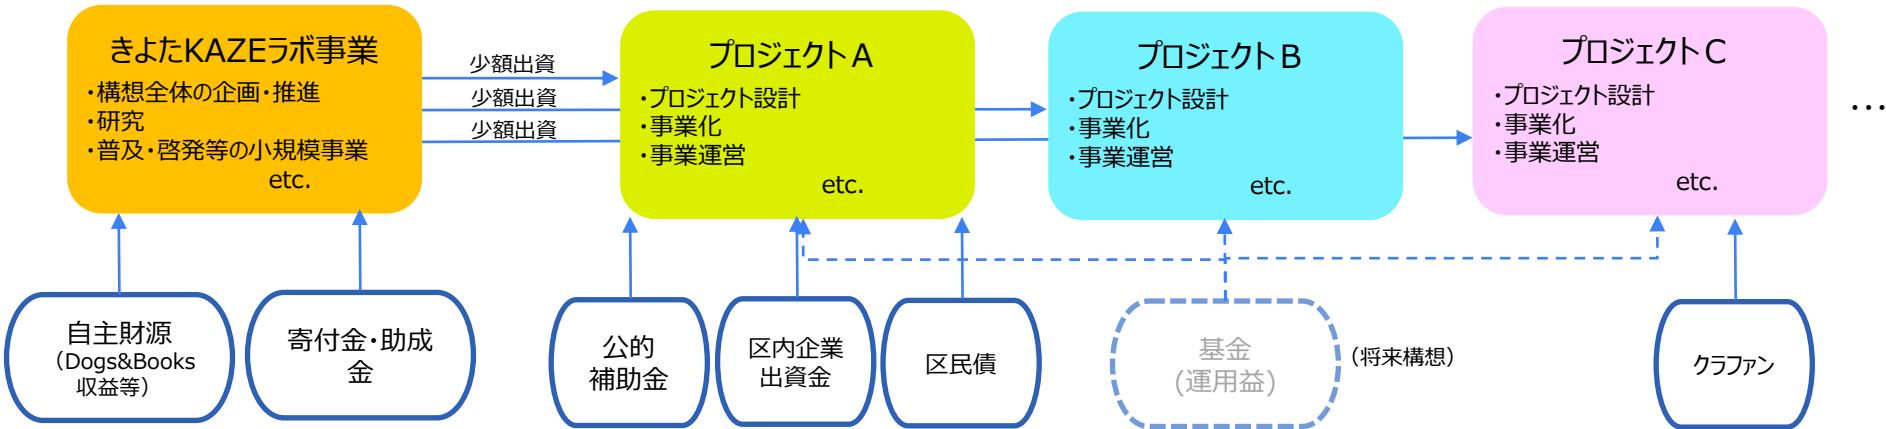 きよたKAZEラボ事業
・構想全体の企画・推進
・研究
・普及・啓発等の小規模事業
etc.
少額出資
少額出資
少額出資
プロジェクトA
・プロジェクト設計
・事業化
・事業運営
etc.
プロジェクトB
・プロジェクト設計
・事業化
・事業運営
etc.
プロジェクトC
・プロジェクト設計
・事業化
・事業運営
etc.
…
自主財源
（Dogs&Books
収益等）
寄付金・助成
金
公的
補助金
区内企業
出資金
区民債
基金
(運用益)
（将来構想）
クラファン